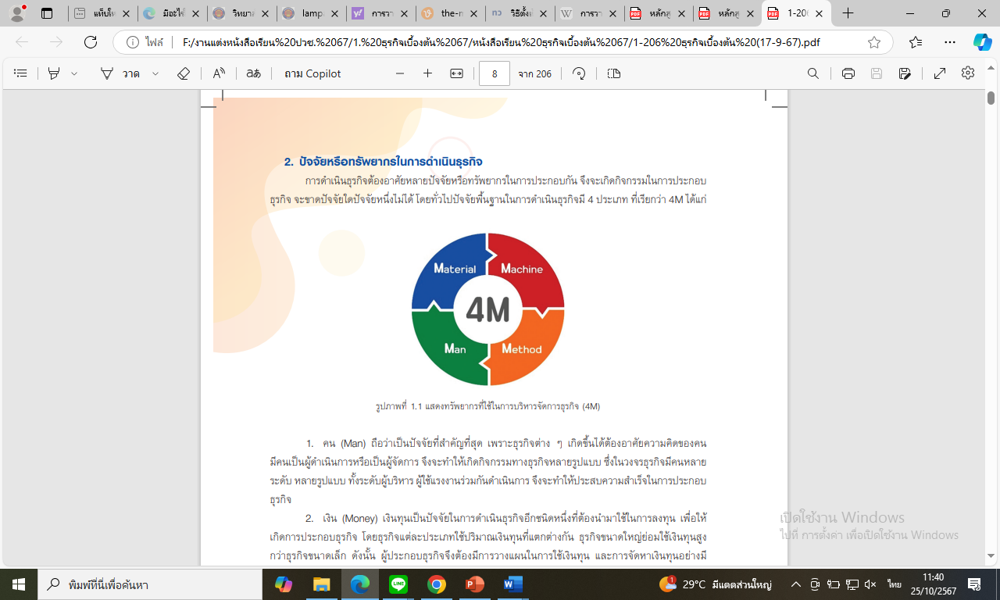 แท็บให
มีอะไร้
วิทยาล
lampa
การวา
the-n
ทว วิธีตั้งเ
W การวา
PDF หลักสู
PDF หลักสู
PDF 1-20
ไฟล์ F:/งานแต่งหนังสือเรียน%20ปวช.%2067/1.%20ธุรกิจเบื้องต้น%2067/หนังสือเรียน%20ธุรกิจเบื้องต้น%2067/1-206%20ธุรกิจเบื้องต้น%20(17-9-67).pdf
วาด ถาม Copilot 8 จาก 206
2. ปัจจัยหรือทรัพยากรในการดำเนินธุรกิจ
การดำเนินธุรกิจต้องอาศัยหลายปัจจัยหรือทรัพยากรในการประกอบกัน จึงจะเกิดกิจกรรมในการประกอบ
ธุรกิจ จะขาดปัจจัยใดปัจจัยหนึ่งไม่ได้ โดยทั่วไปปัจจัยพื้นฐานในการดำเนินธุรกิจมี 4 ประเภท ที่เรียกว่า 4M ได้แก่
Material Machine
4M
Man Method
รูปภาพที่ 1.1 แสดงทรัพยากรที่ใช้ในการบริหารจัดการธุรกิจ (4M)
1. คน (Man) ถือว่าเป็นปัจจัยที่สำคัญที่สุด เพราะธุรกิจต่าง ๆ เกิดขึ้นได้ต้องอาศัยความคิดของคน
มีคนเป็นผู้ดำเนินการหรือเป็นผู้จัดการ จึงจะทำให้เกิดกิจกรรมทางธุรกิจหลายรูปแบบ ซึ่งในวงจรธุรกิจมีคนหลาย
ระดับ หลายรูปแบบ ทั้งระดับผู้บริหาร ผู้ใช้แรงงานร่วมกันดำเนินการ จึงจะทำให้ประสบความสำเร็จในการประกอบ
ธุรกิจ
2. เงิน (Money) เงินทุนเป็นปัจจัยในการดำเนินธุรกิจอีกชนิดหนึ่งที่ต้องนำมาใช้ในการลงทุน เพื่อให้
เกิดการประกอบธุรกิจ โดยธุรกิจแต่ละประเภทใช้ปริมาณเงินทุนที่แตกต่างกัน ธุรกิจขนาดใหญ่ย่อมใช้เงินทุนสูง
กว่าธุรกิจขนาดเล็ก ดังนั้น ผู้ประกอบธุรกิจจึงต้องมีการวางแผนในการใช้เงินทุน และการจัดหาเงินทุนอย่างมี
เปิดใช้งาน Windows
ไปที่ การตั้งค่า เพื่อเปิดใช้งาน Windows
พิมพ์ที่นี่เพื่อค้นหา
29°C มีแดดส่วนใหญ่
ไทย
11:40
25/10/2567